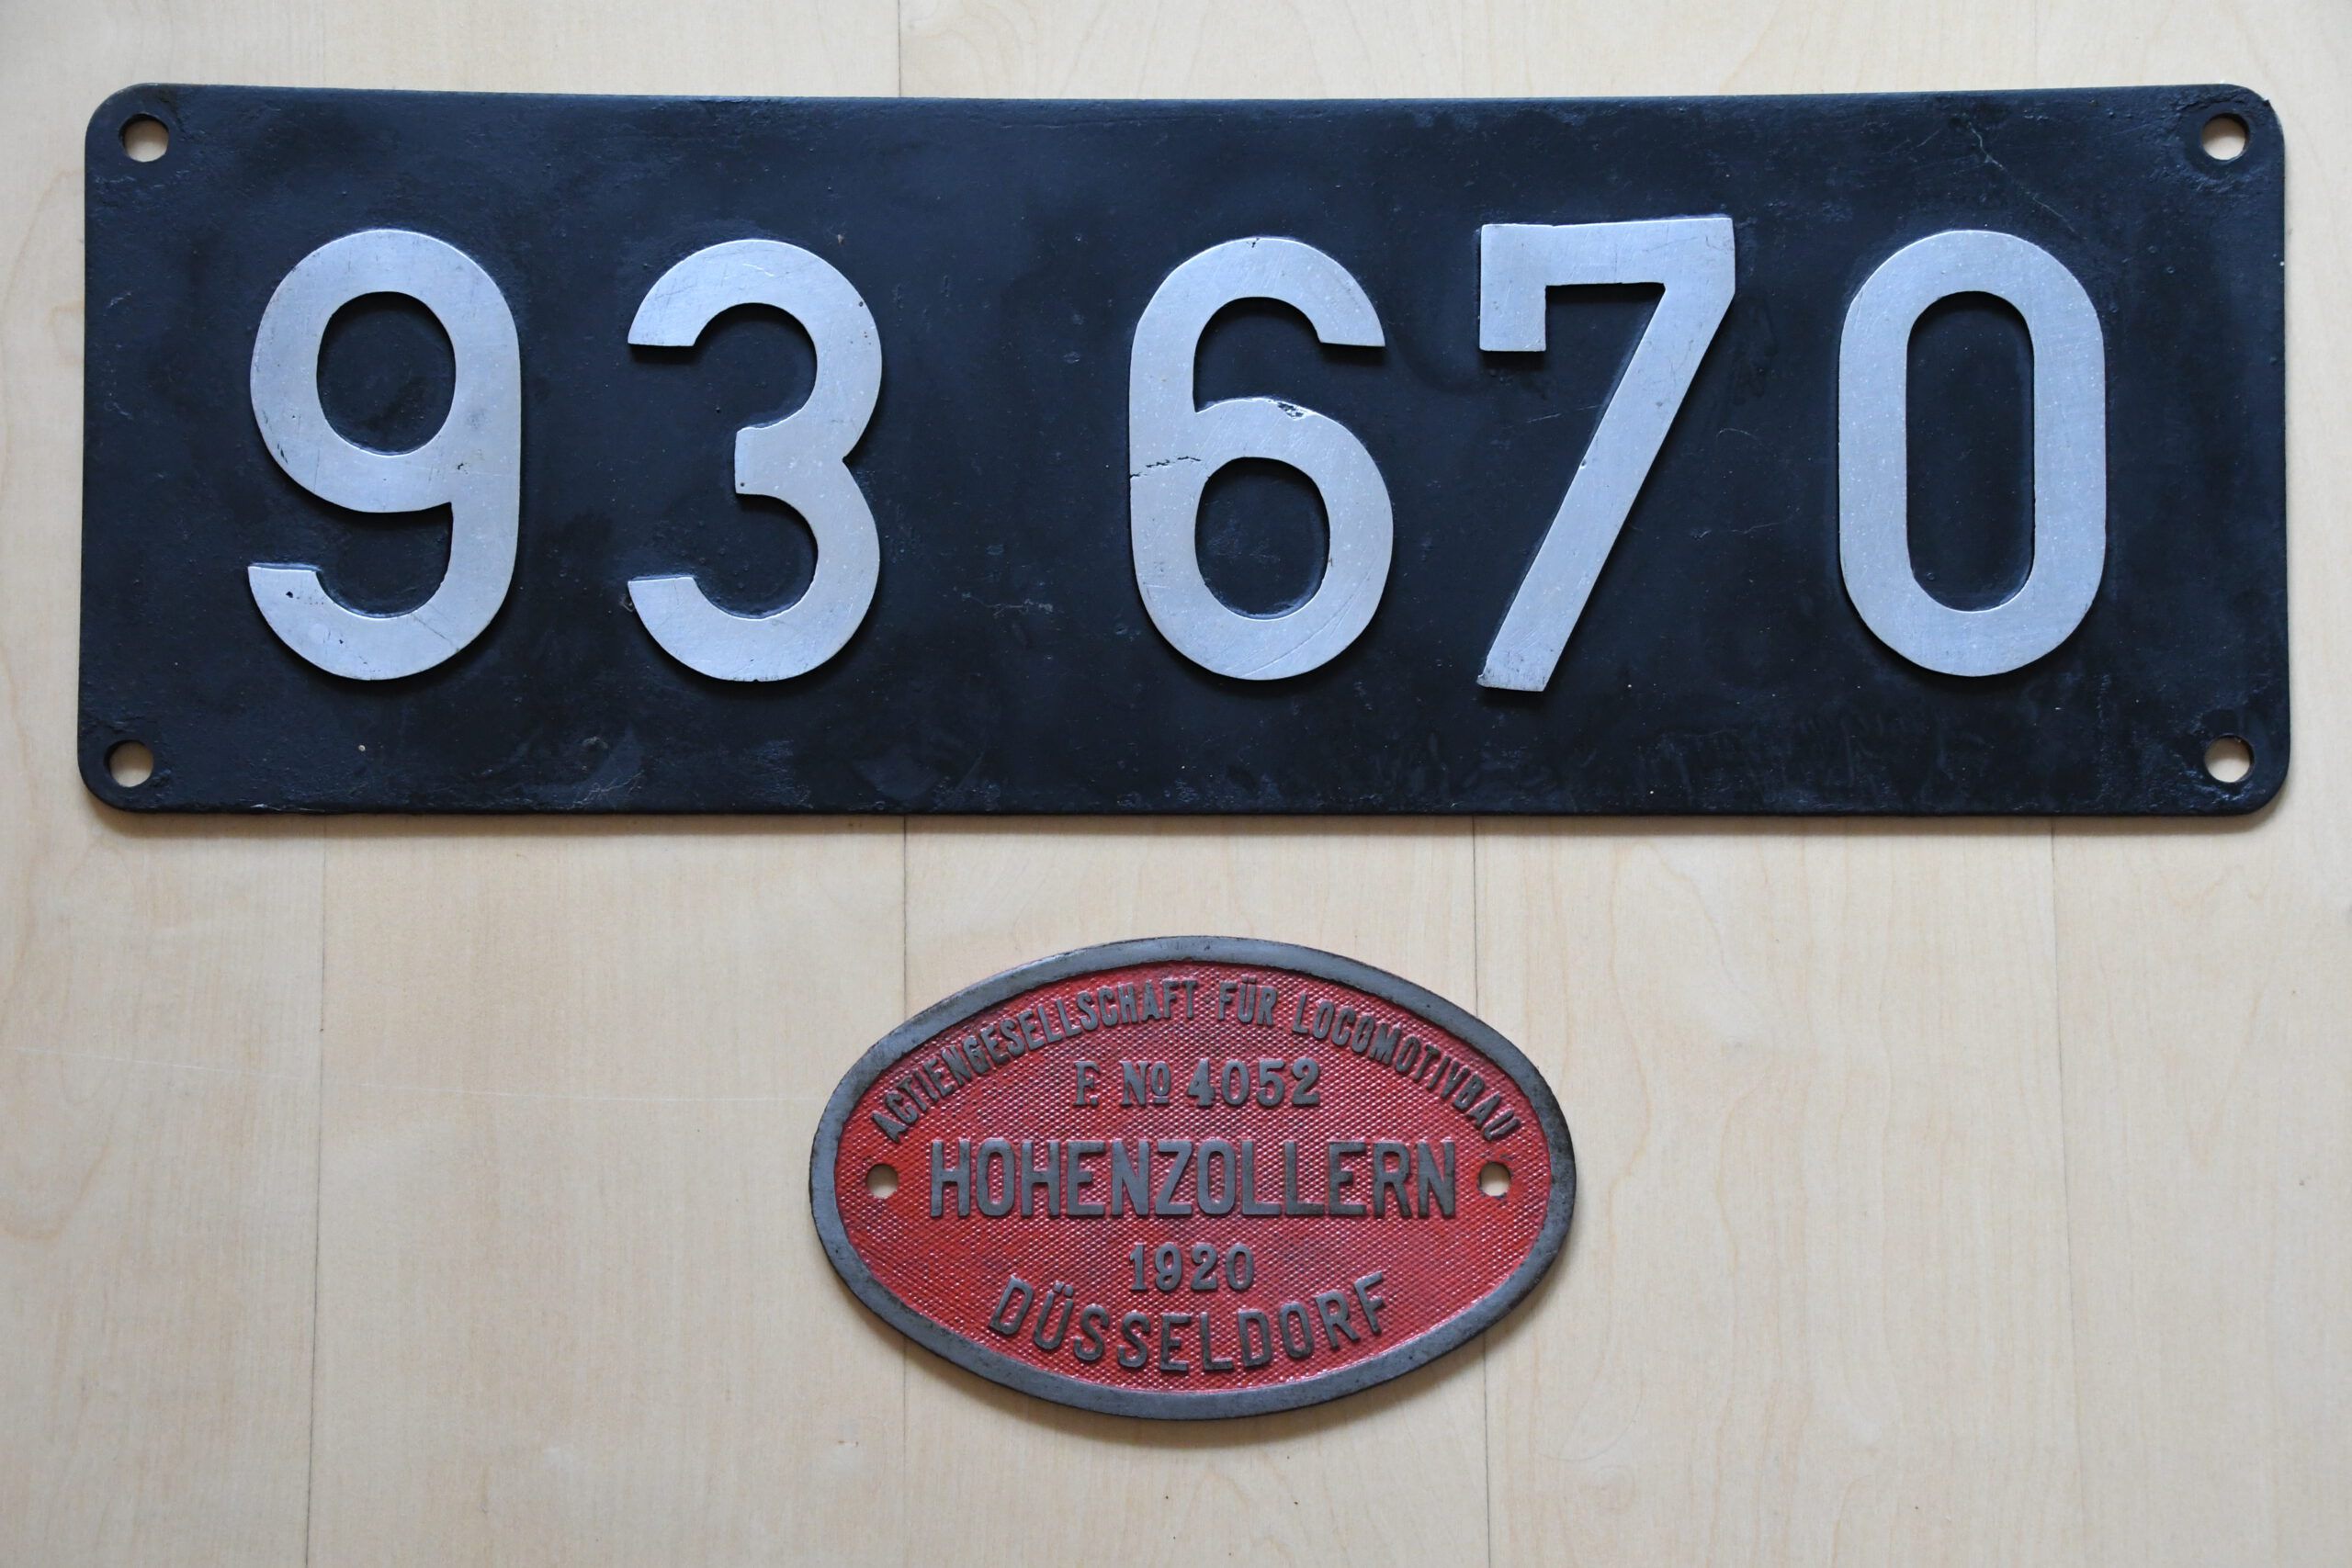 93 670
ACTIENGESELLSCHAFT FÜR LOCOMOTIVBAU
F. No 4052
HOHENZOLLERN
1920
DÜSSELDORF